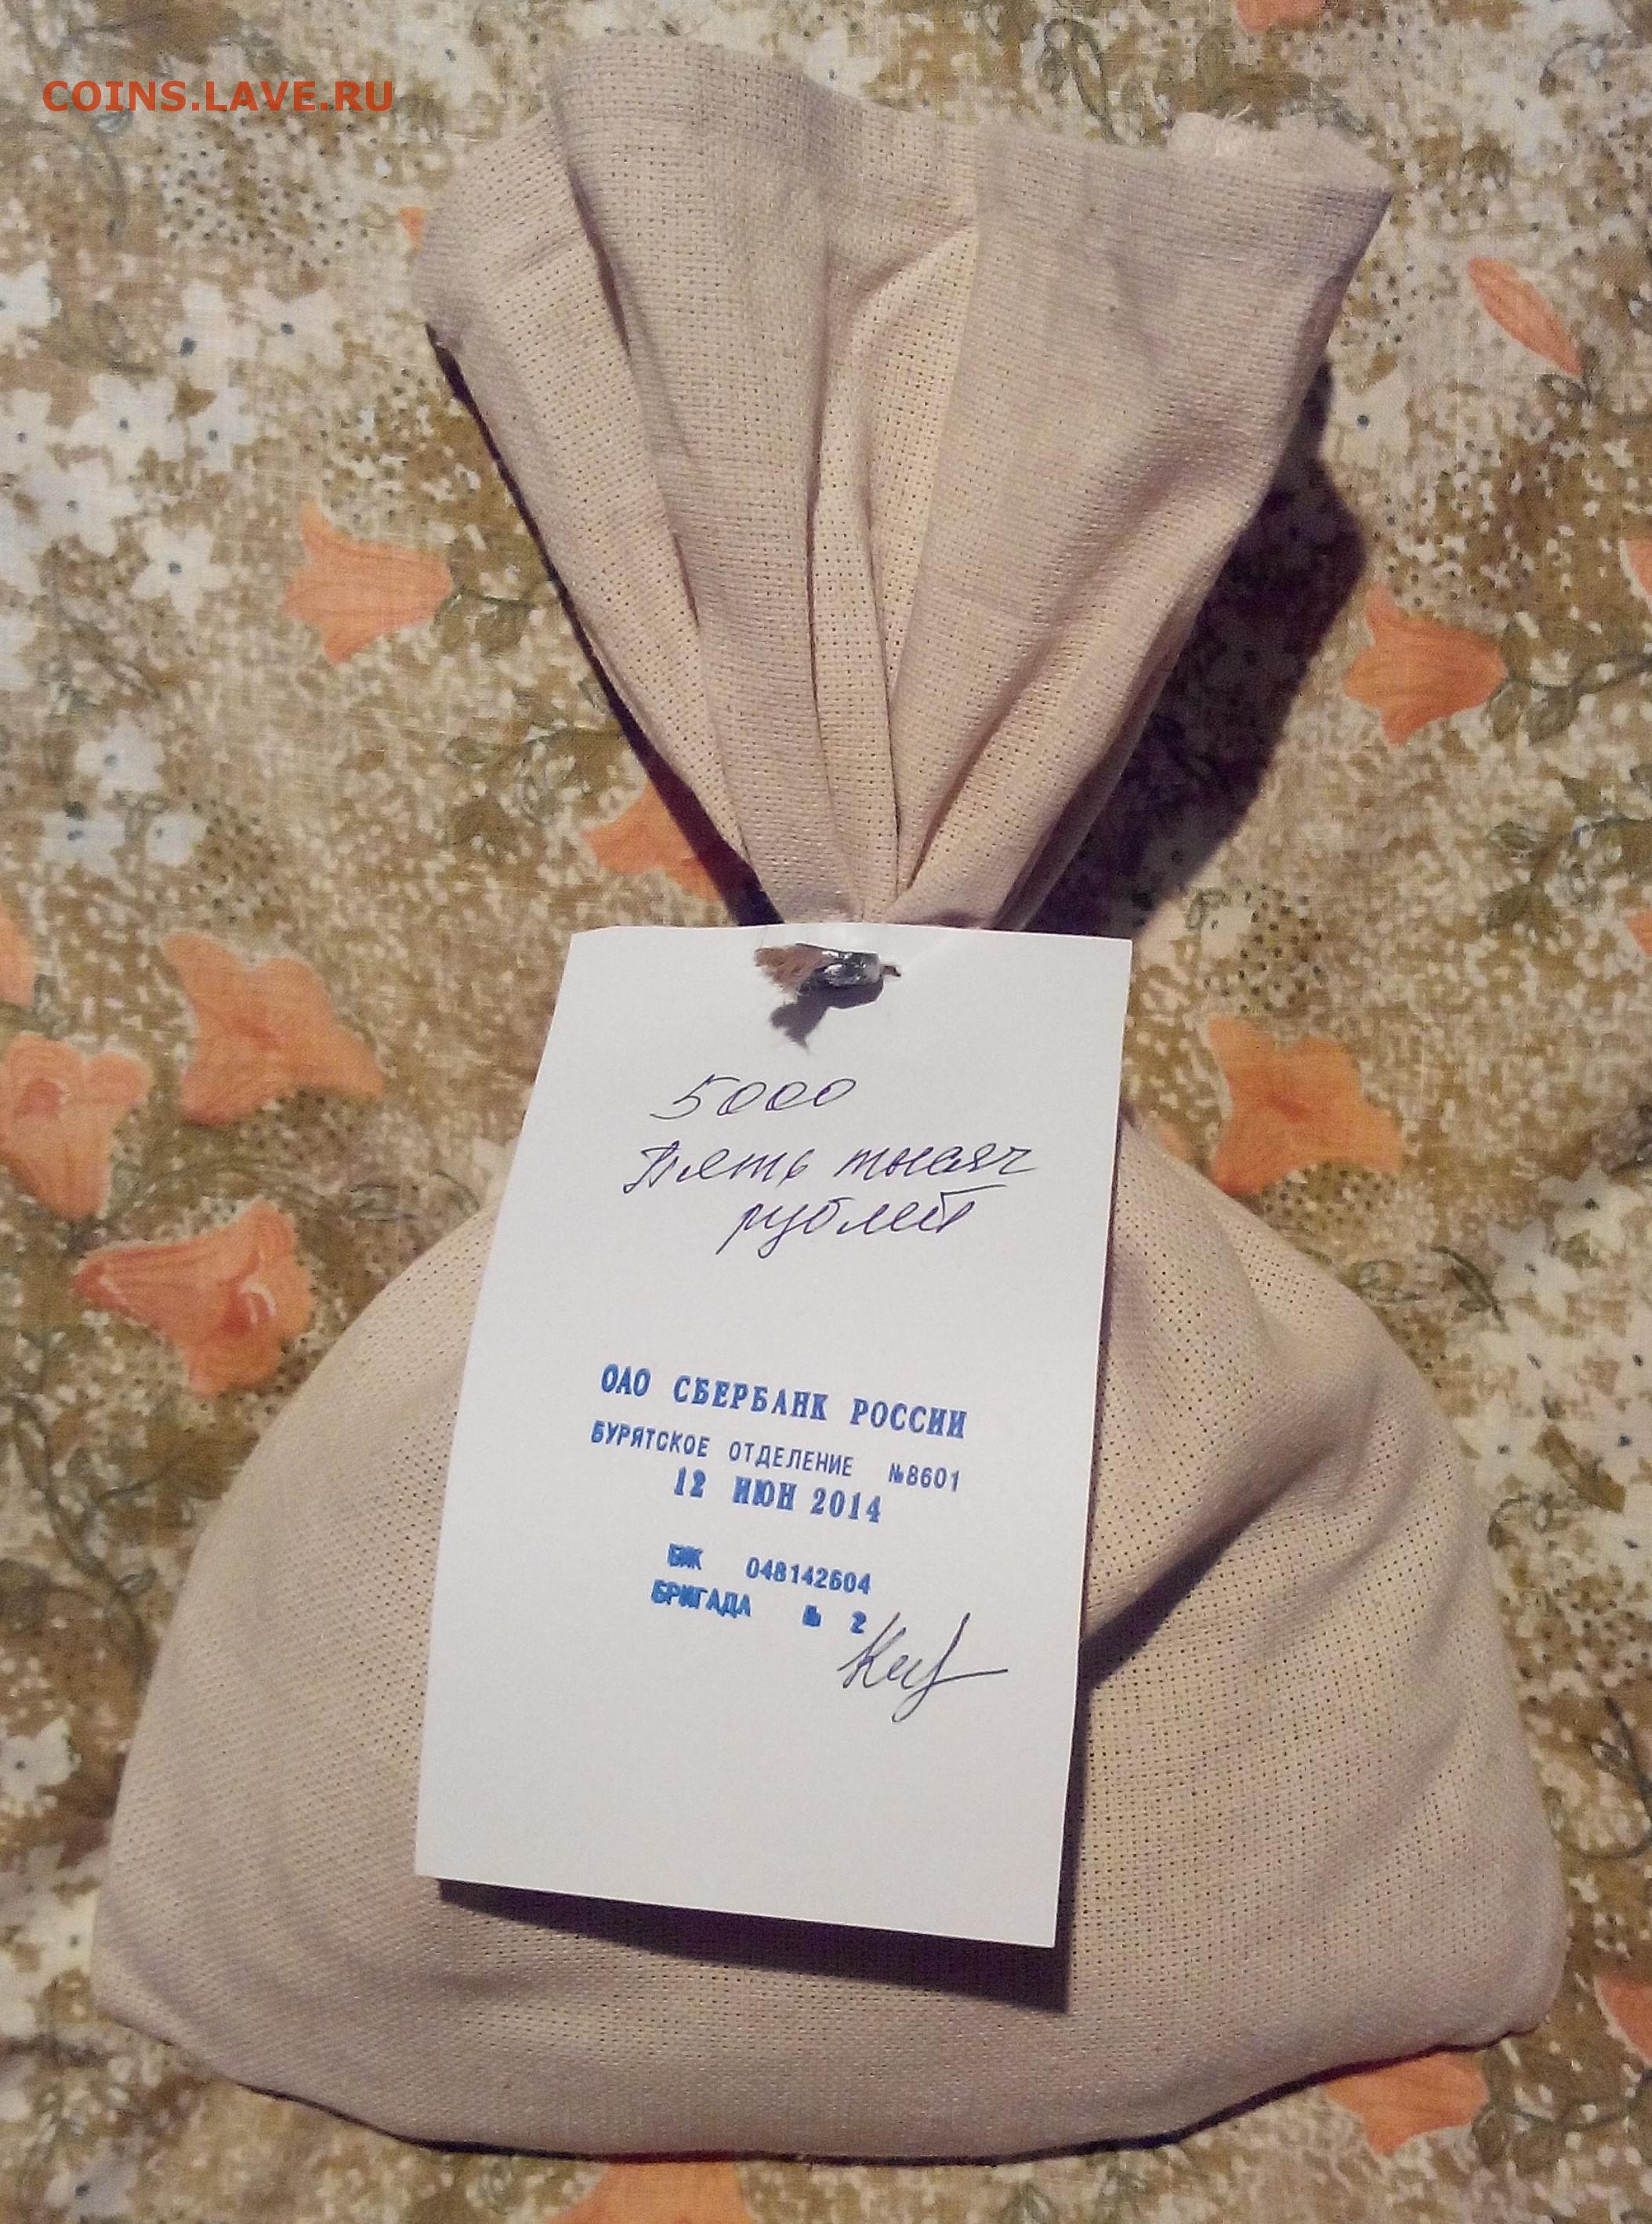 COINS.LAVE.RU
5000
Пять тысяч
рублей
ОАО СБЕРБАНК РОССИИ
БУРЯТСКОЕ ОТДЕЛЕНИЕ №8601
12 ИЮН 2014
БИК 048142604
БРИГАДА № 2